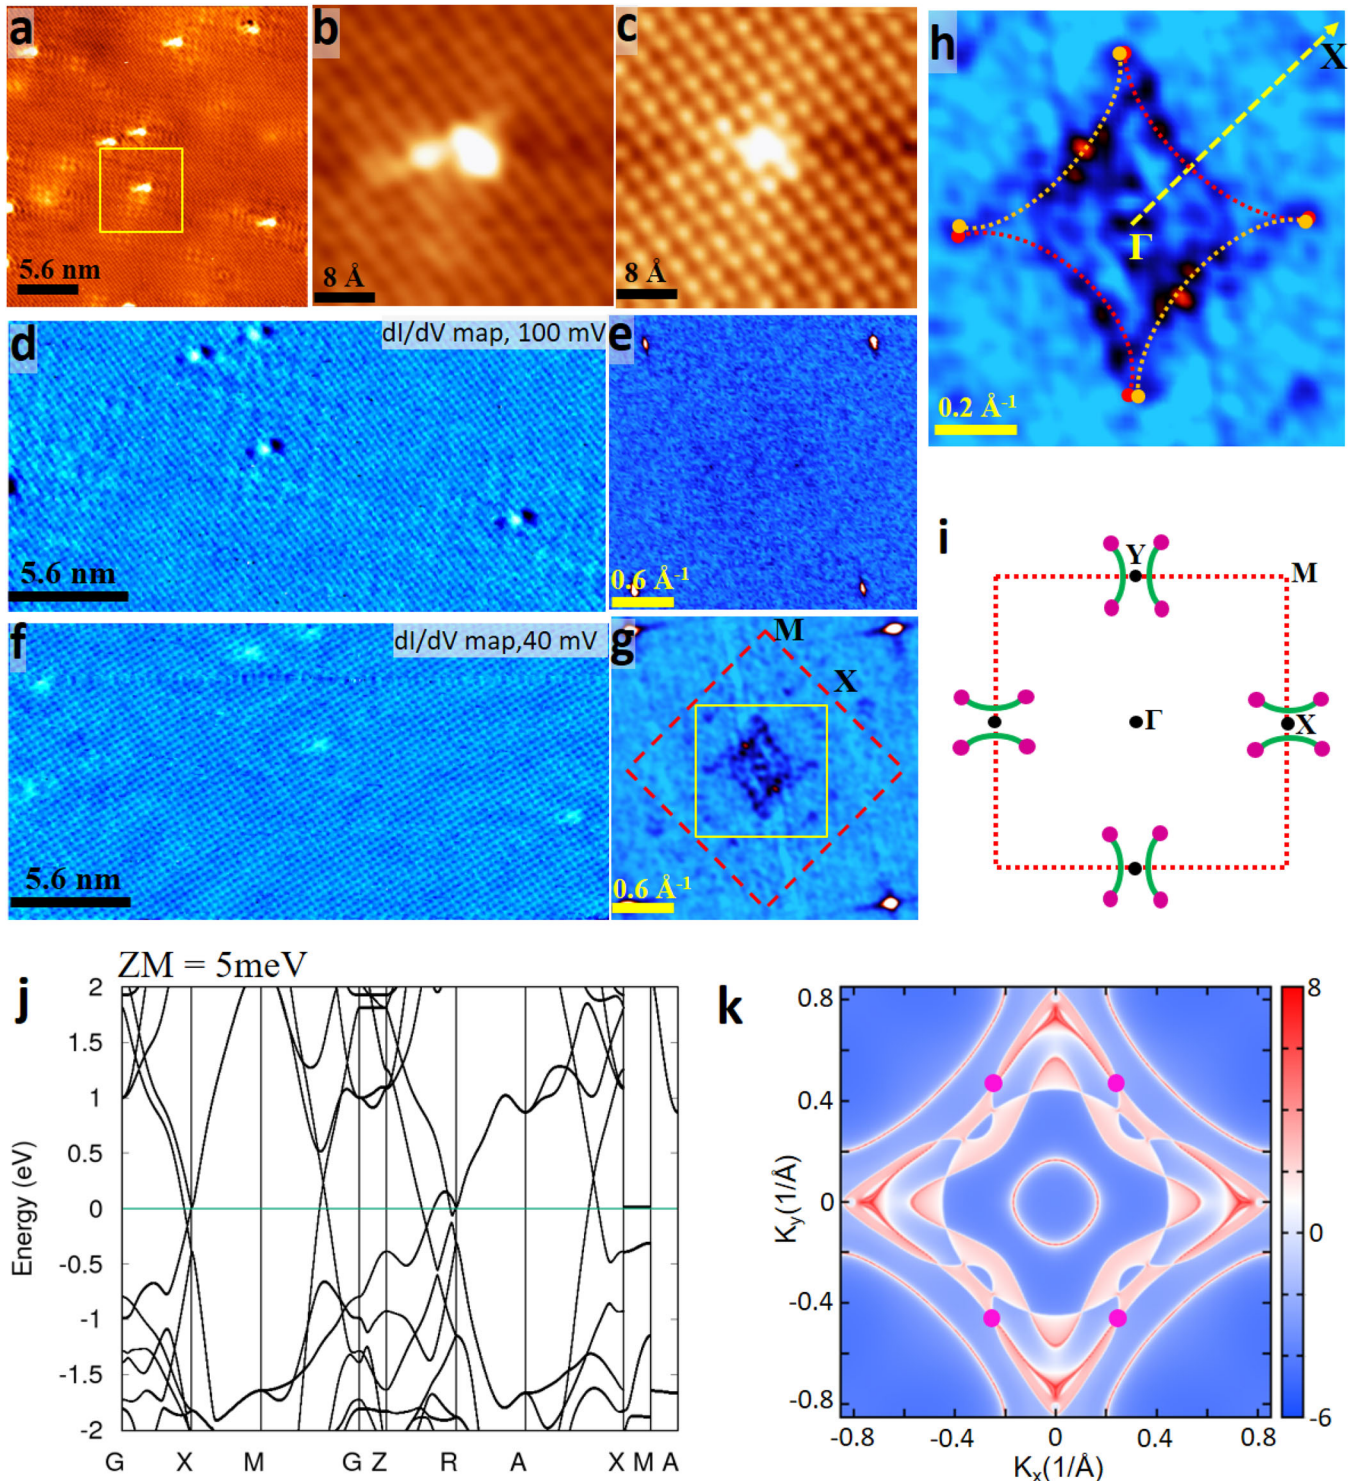 a
5.6 nm
b
8 Å
c
8 Å
h
X
Γ
0.2 Å-1
d
dI/dV map, 100 mV
5.6 nm
e
0.6 Å-1
f
dI/dV map,40 mV
5.6 nm
g
M
X
0.6 Å-1
i
Y
M
Γ
X
j
ZM = 5meV
2
1.5
1
0.5
0
-0.5
-1
-1.5
-2
Energy (eV)
G X M G Z R A X M A
k
0.8
0.4
0
-0.4
-0.8
Ky(1/Å)
-0.8 -0.4 0 0.4 0.8
Kx(1/Å)
8
0
-6